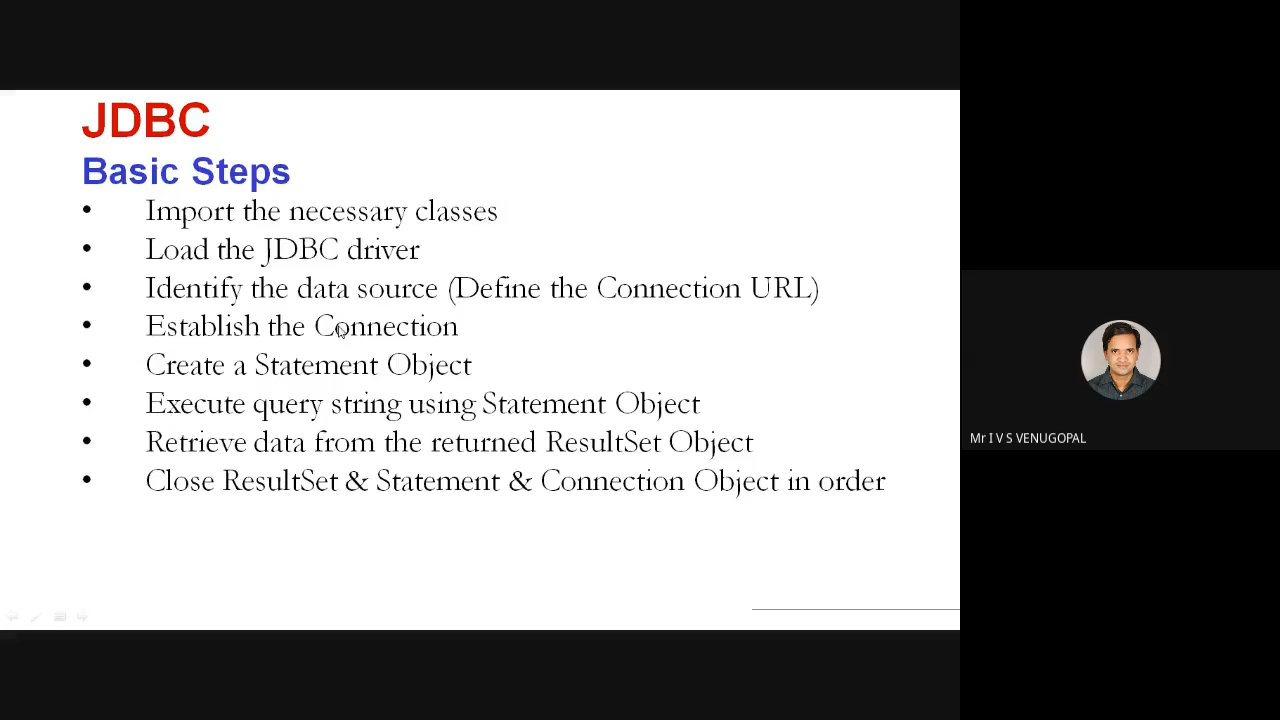 JDBC
Basic Steps
• Import the necessary classes
• Load the JDBC driver
• Identify the data source (Define the Connection URL)
• Establish the Connection
• Create a Statement Object
• Execute query string using Statement Object
• Retrieve data from the returned ResultSet Object
• Close ResultSet & Statement & Connection Object in order
Mr I V S VENUGOPAL